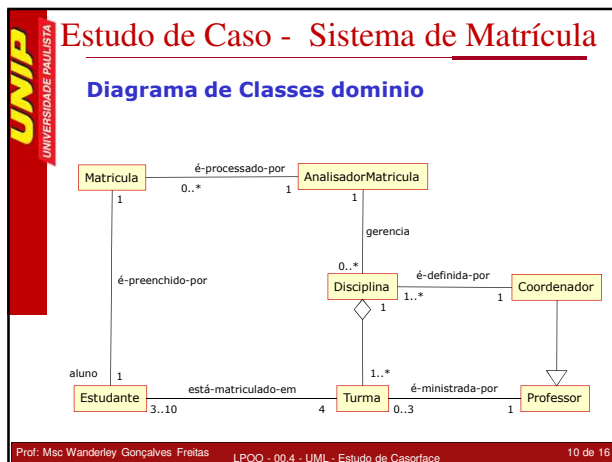 UNIP
UNIVERSIDADE PAULISTA
Estudo de Caso - Sistema de Matrícula
Diagrama de Classes dominio
é-processado-por
Matricula
AnalisadorMatricula
0..*
1
1
1
gerencia
é-preenchido-por
0..*
é-definida-por
Disciplina
Coordenador
1
1..*
1
aluno
1
1..*
está-matriculado-em
é-ministrada-por
Estudante
Turma
Professor
3..10
4
0..3
1
Prof: Msc Wanderley Gonçalves Freitas
LPOO - 00.4 - UML - Estudo de Casorface
10 de 16